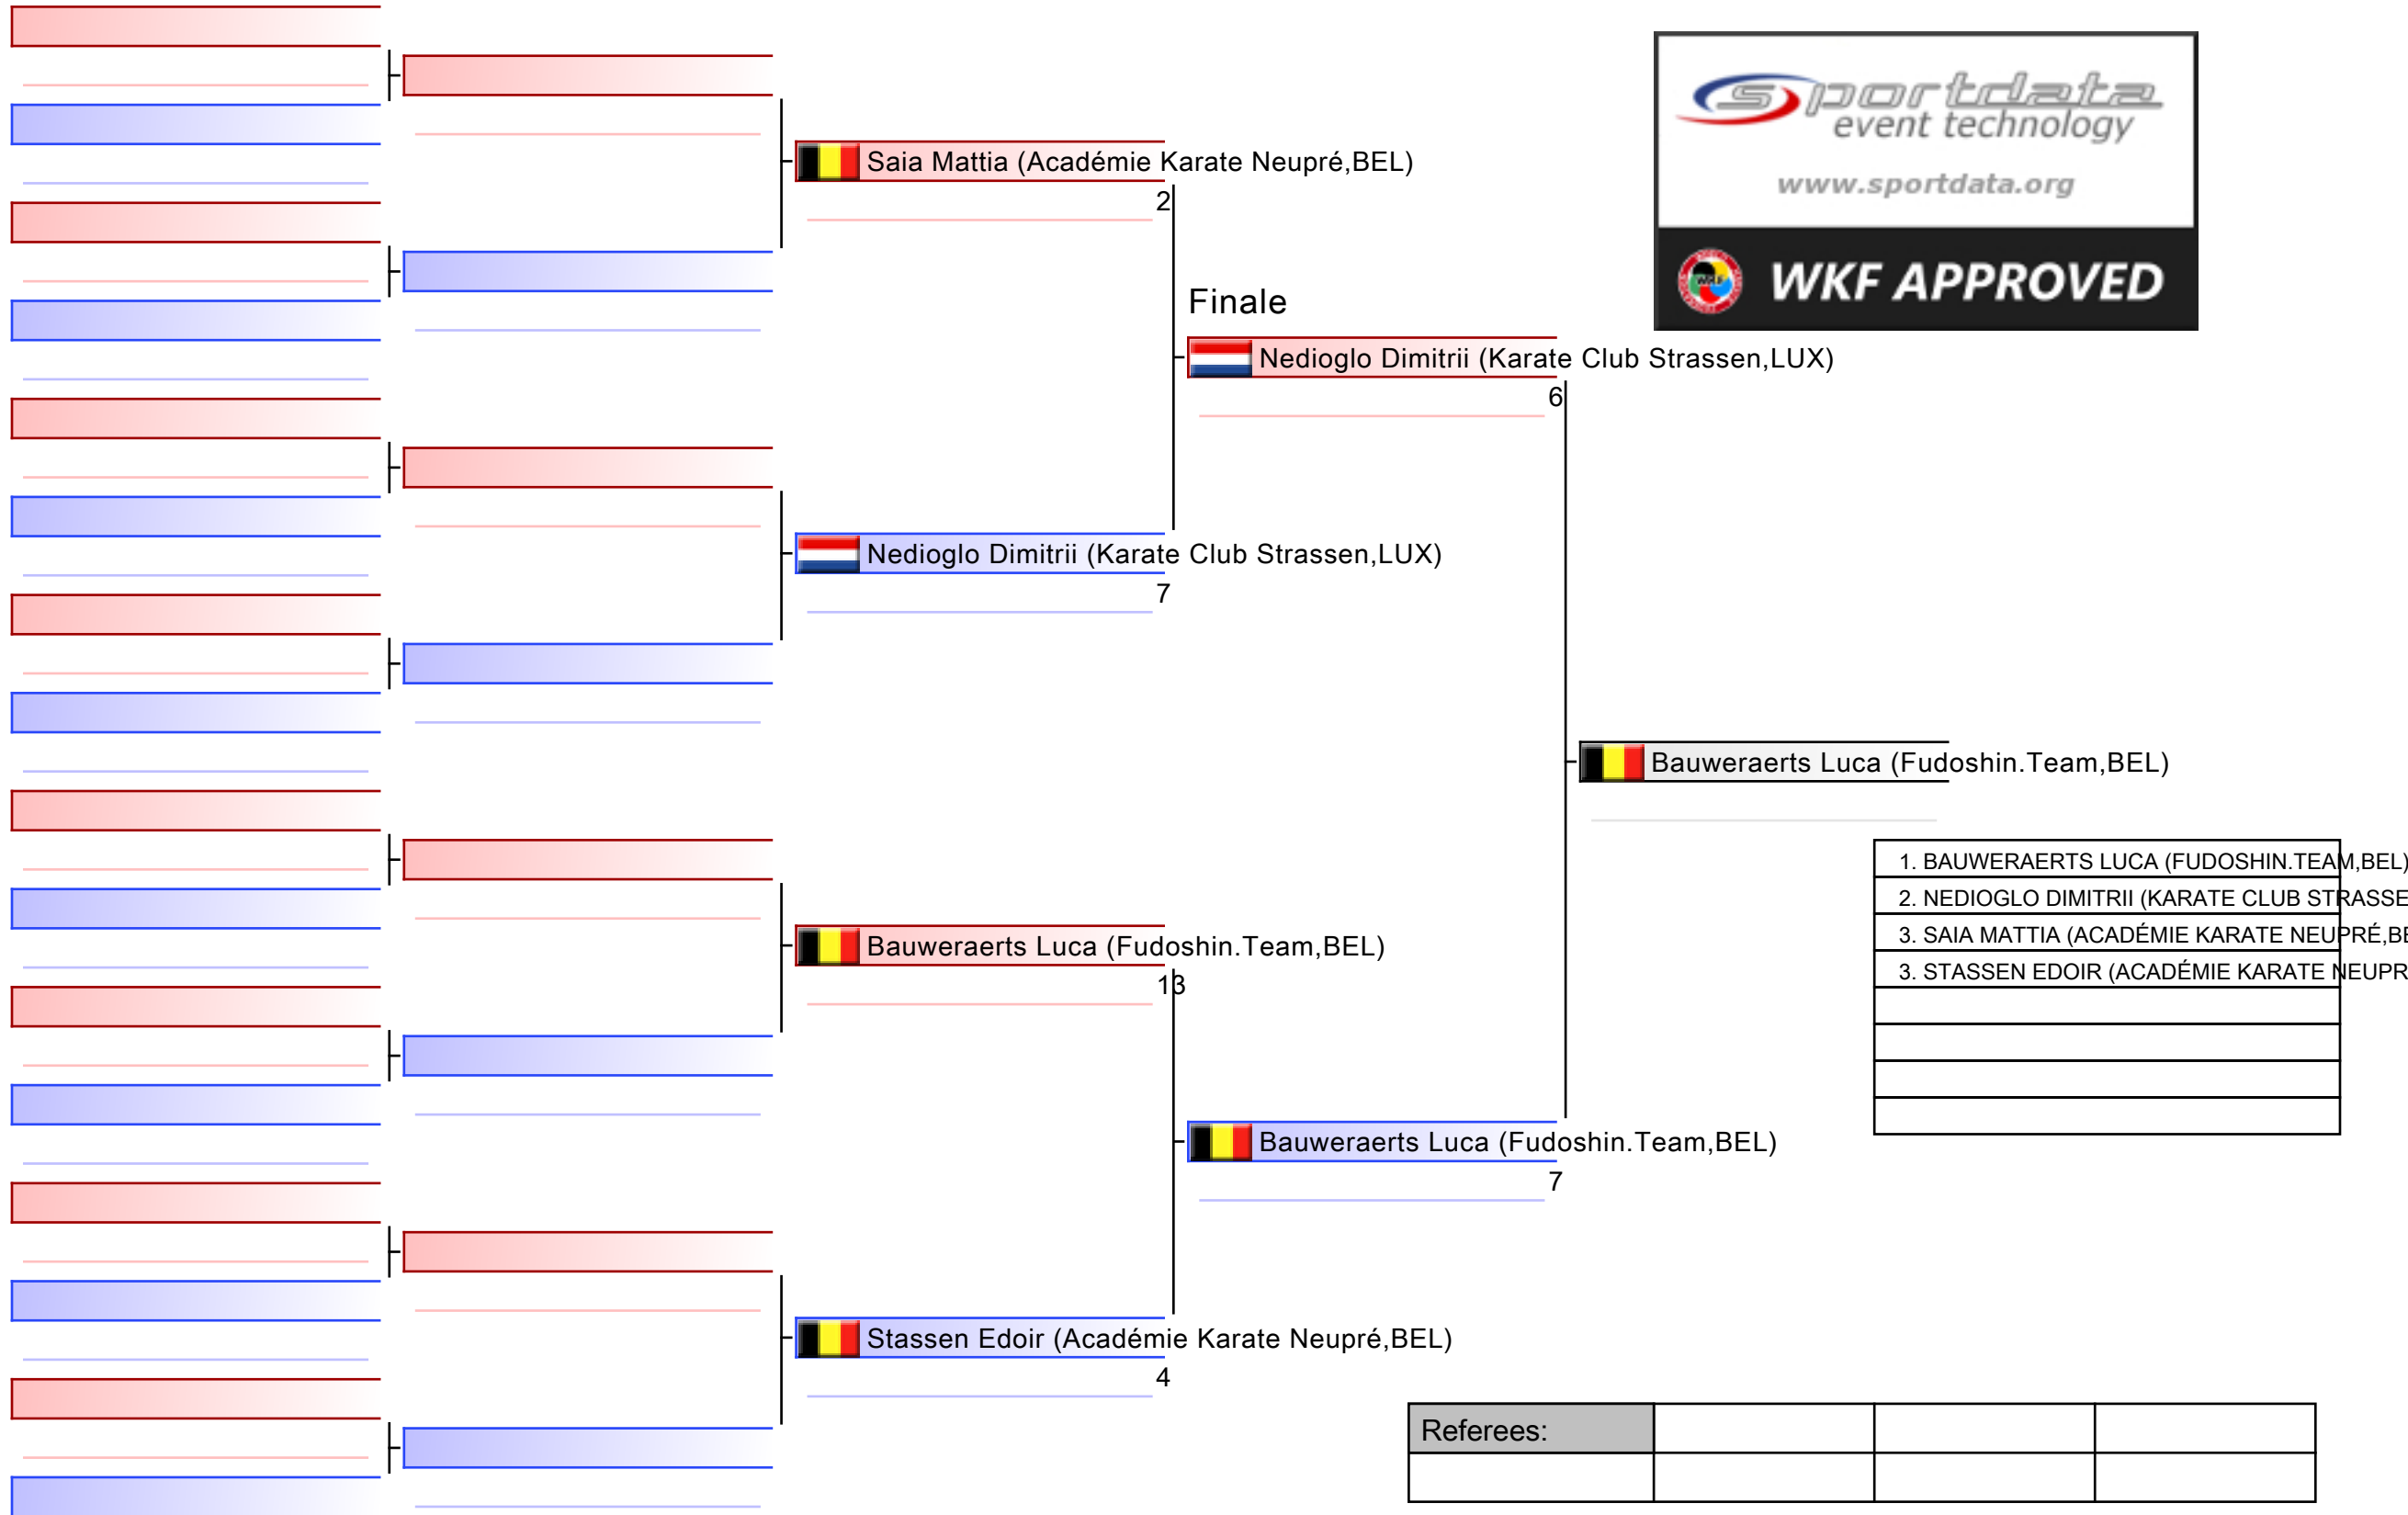 sportdata
event technology
www.sportdata.org
WKF
WKF APPROVED
Saia Mattia (Académie Karate Neupré,BEL)
2
Finale
Nedioglo Dimitrii (Karate Club Strassen,LUX)
6
Nedioglo Dimitrii (Karate Club Strassen,LUX)
7
Bauweraerts Luca (Fudoshin.Team,BEL)
1. BAUWERAERTS LUCA (FUDOSHIN.TEAM,BEL)
2. NEDIOGLO DIMITRII (KARATE CLUB STRASSE
3. SAIA MATTIA (ACADÉMIE KARATE NEUPRÉ,BE
3. STASSEN EDOIR (ACADÉMIE KARATE NEUPR
Bauweraerts Luca (Fudoshin.Team,BEL)
13
Bauweraerts Luca (Fudoshin.Team,BEL)
7
Stassen Edoir (Académie Karate Neupré,BEL)
4
Referees: